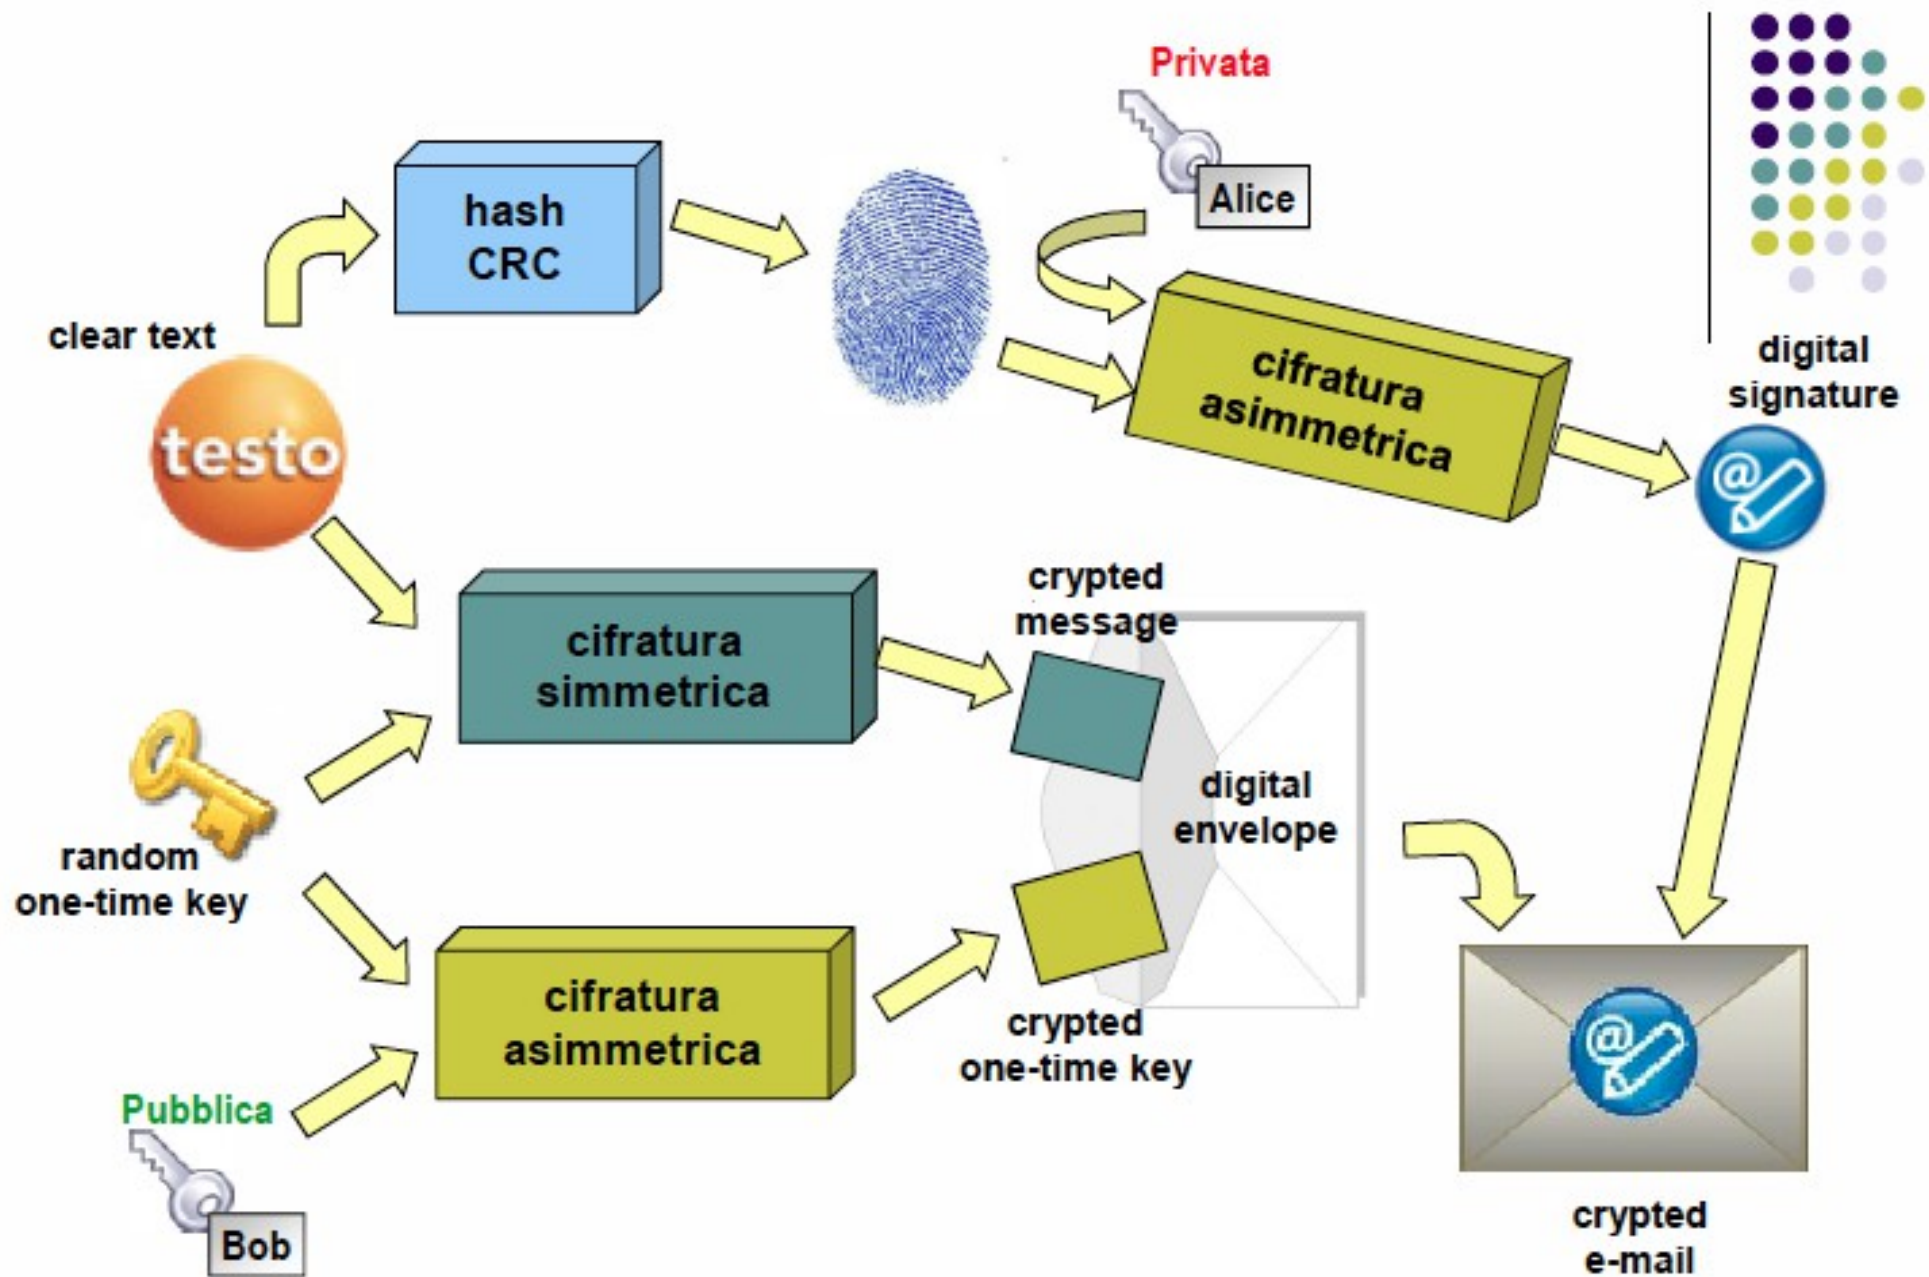 Privata
Alice
hash
CRC
clear text
testo
cifratura
asimmetrica
digital
signature
@
crypted
message
cifratura
simmetrica
digital
envelope
random
one-time key
cifratura
asimmetrica
crypted
one-time key
Pubblica
Bob
@
crypted
e-mail